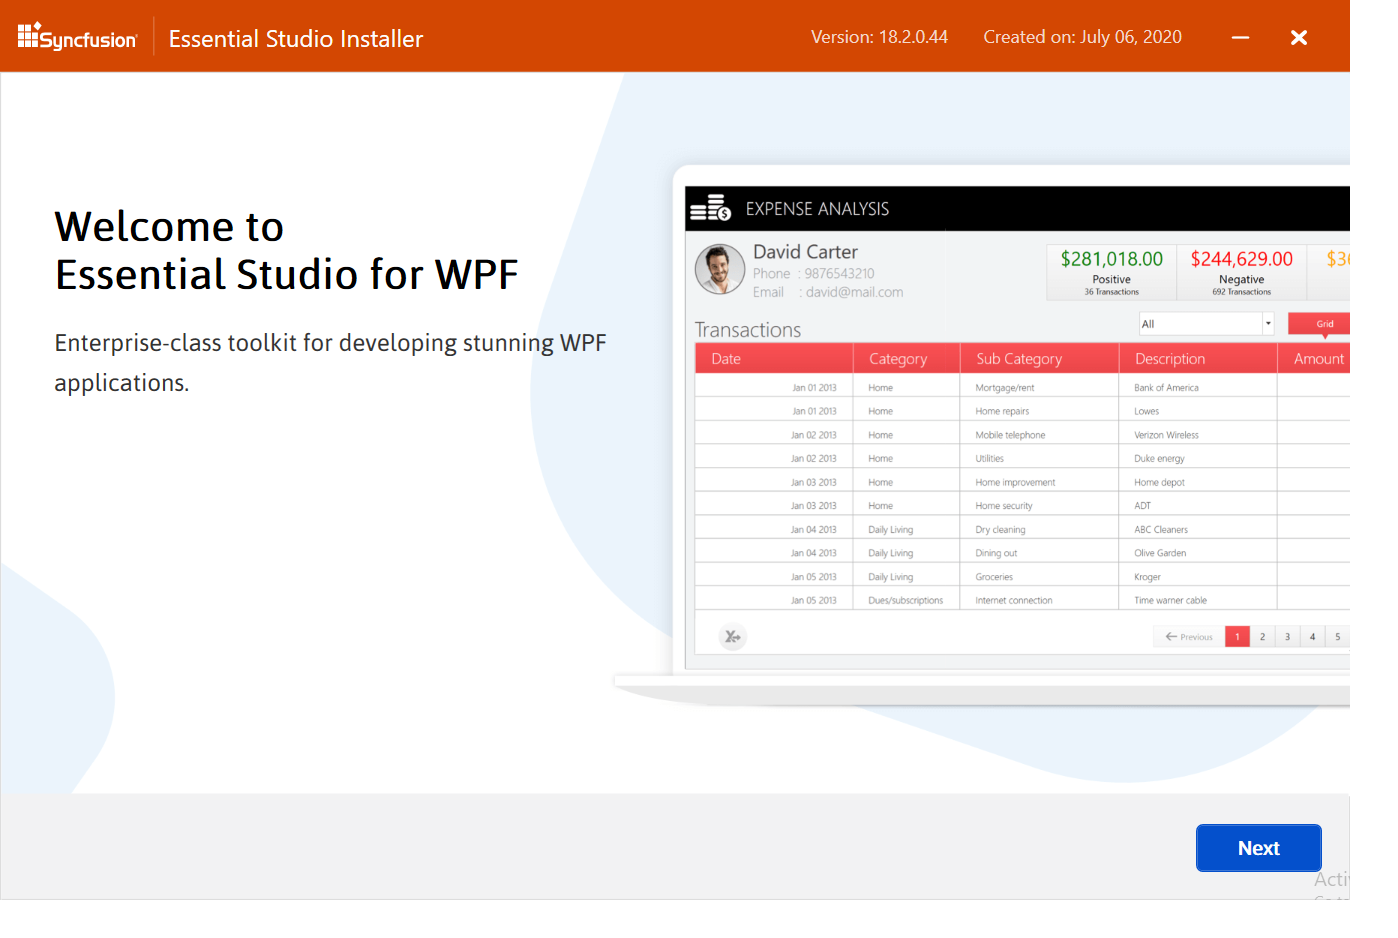 Syncfusion
Essential Studio Installer
Version: 18.2.0.44
Created on: July 06, 2020
Welcome to
Essential Studio for WPF
Enterprise-class toolkit for developing stunning WPF
applications.
EXPENSE ANALYSIS
David Carter
Phone : 9876543210
Email : david@mail.com
$281,018.00
Positive
36 Transactions
$244,629.00
Negative
692 Transactions
Transactions
All
Grid
Date Category Sub Category Description Amount
Jan 01 2013 Home Mortgage/rent Bank of America
Jan 01 2013 Home Home repairs Lowes
Jan 02 2013 Home Mobile telephone Verizon Wireless
Jan 02 2013 Home Utilities Duke energy
Jan 03 2013 Home Home improvement Home depot
Jan 03 2013 Home Home security ADT
Jan 04 2013 Daily Living Dry cleaning ABC Cleaners
Jan 04 2013 Daily Living Dining out Olive Garden
Jan 05 2013 Daily Living Groceries Kroger
Jan 05 2013 Dues/subscriptions Internet connection Time warner cable
Previous 1 2 3 4 5
Next